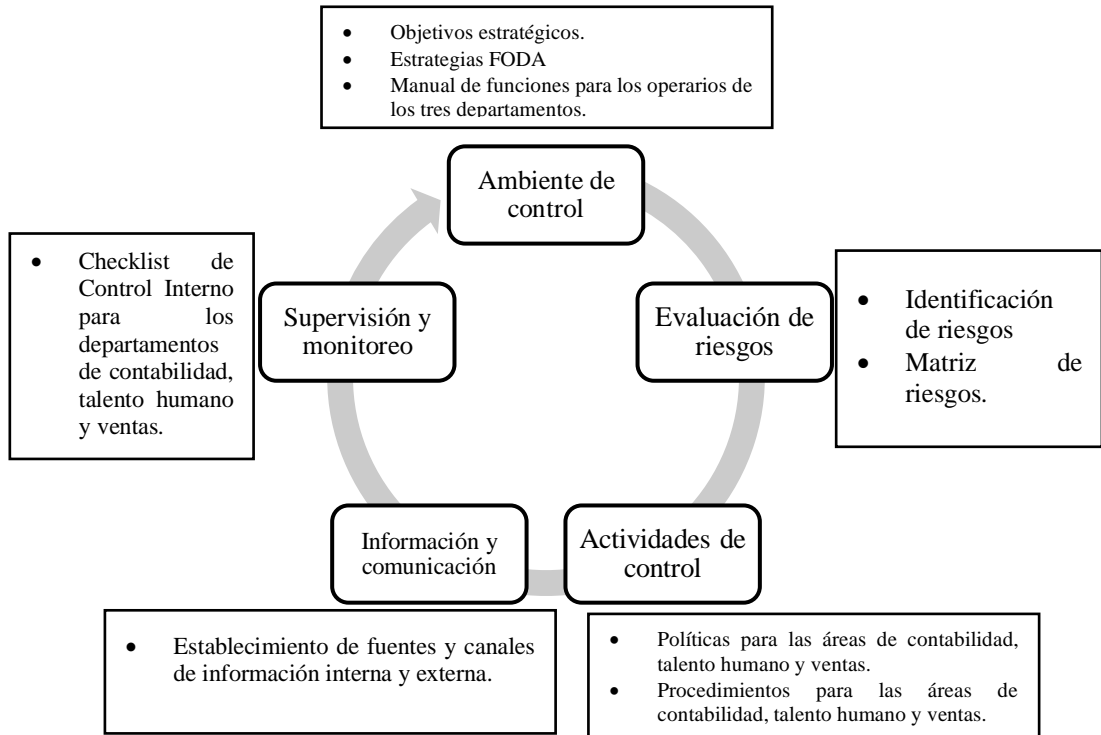 • Objetivos estratégicos.
• Estrategias FODA
• Manual de funciones para los operarios de
los tres departamentos.
Ambiente de
control
• Checklist de
Control Interno
para los
departamentos
de contabilidad,
talento humano
y ventas.
Supervisión y
monitoreo
Evaluación de
riesgos
• Identificación
de riesgos
• Matriz de
riesgos.
Información y
comunicación
Actividades de
control
• Establecimiento de fuentes y canales
de información interna y externa.
• Políticas para las áreas de contabilidad,
talento humano y ventas.
• Procedimientos para las áreas de
contabilidad, talento humano y ventas.